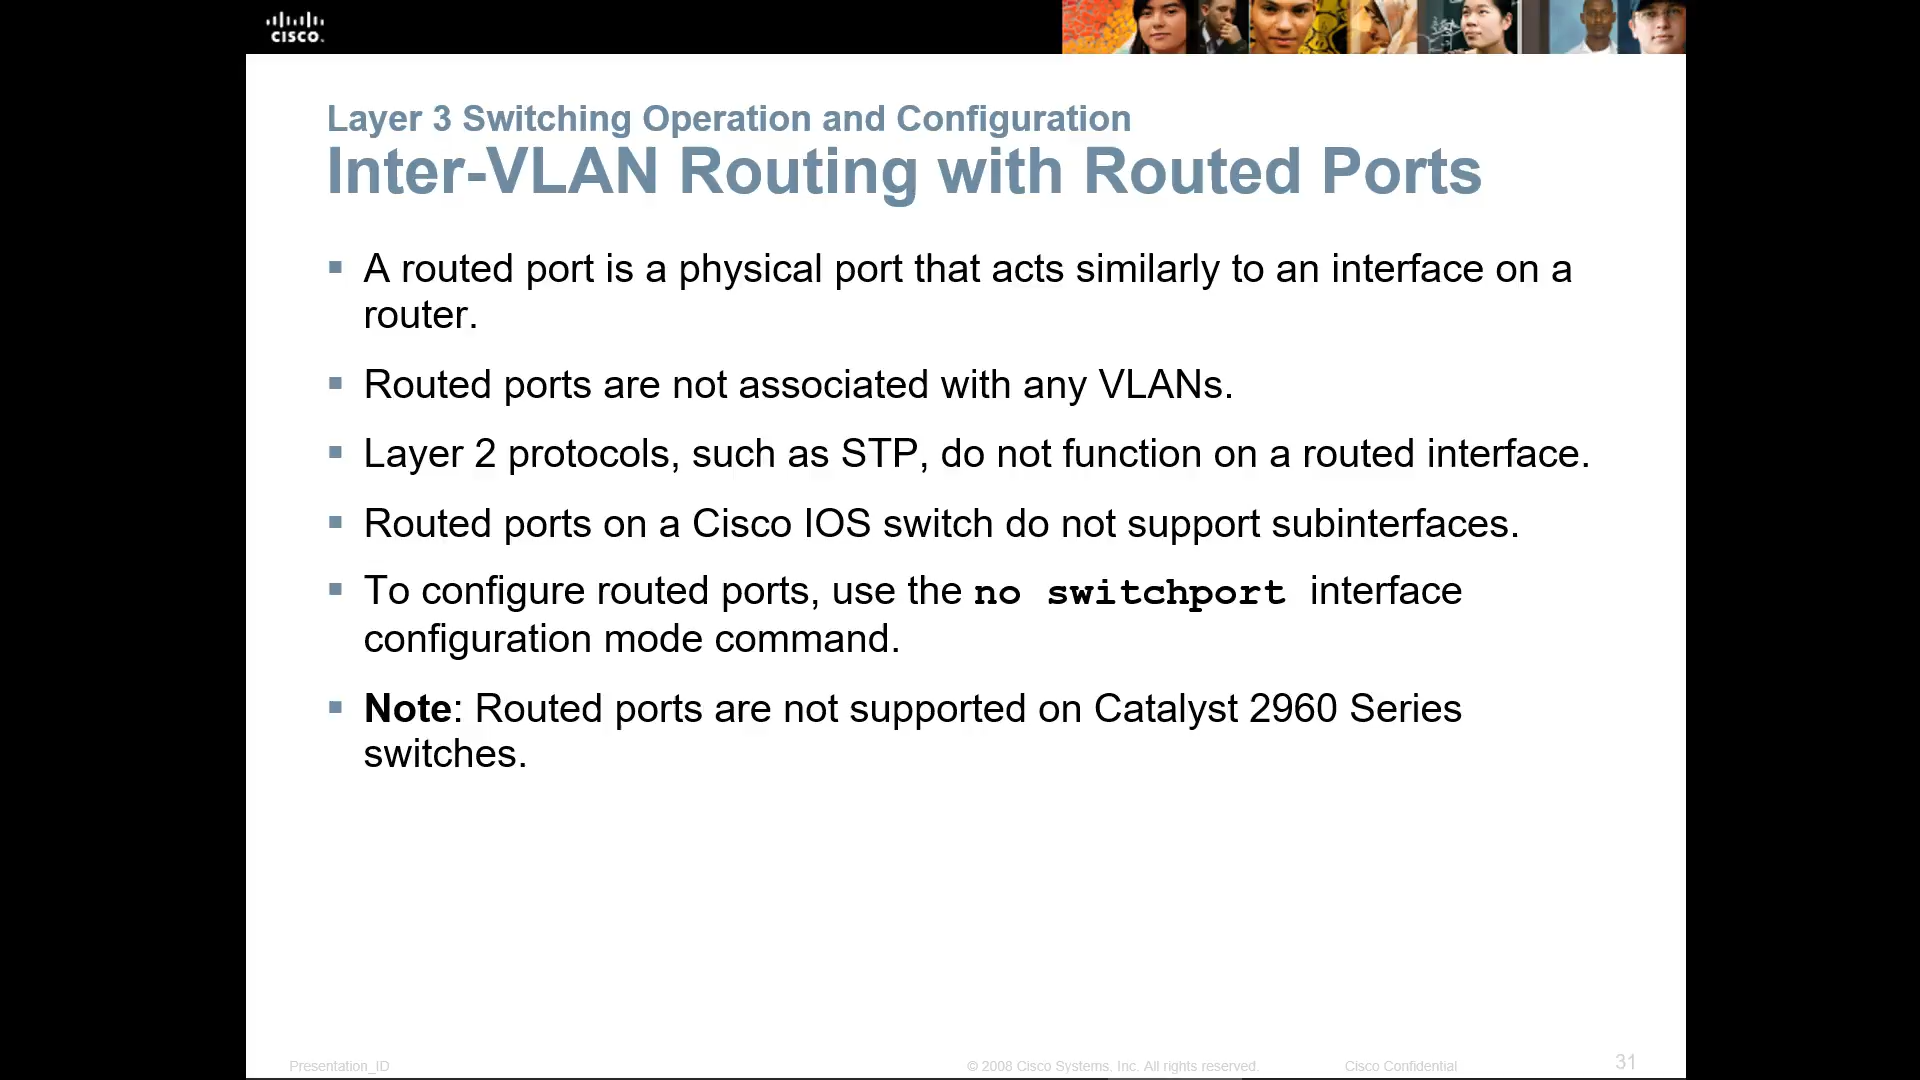 CISCO.
Layer 3 Switching Operation and Configuration
Inter-VLAN Routing with Routed Ports
▪ A routed port is a physical port that acts similarly to an interface on a
router.
▪ Routed ports are not associated with any VLANs.
▪ Layer 2 protocols, such as STP, do not function on a routed interface.
▪ Routed ports on a Cisco IOS switch do not support subinterfaces.
▪ To configure routed ports, use the no switchport interface
configuration mode command.
▪ Note: Routed ports are not supported on Catalyst 2960 Series
switches.
Presentation_ID © 2008 Cisco Systems, Inc. All rights reserved. Cisco Confidential 31